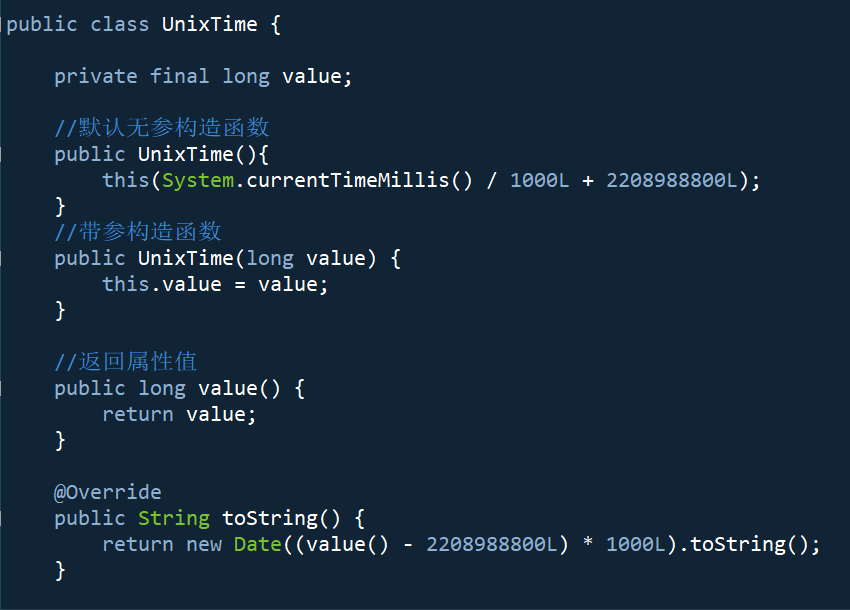 public class UnixTime {
private final long value;
//默认无参构造函数
public UnixTime(){
this(System.currentTimeMillis() / 1000L + 2208988800L);
}
//带参构造函数
public UnixTime(long value) {
this.value = value;
}
//返回属性值
public long value() {
return value;
}
@Override
public String toString() {
return new Date((value() - 2208988800L) * 1000L).toString();
}